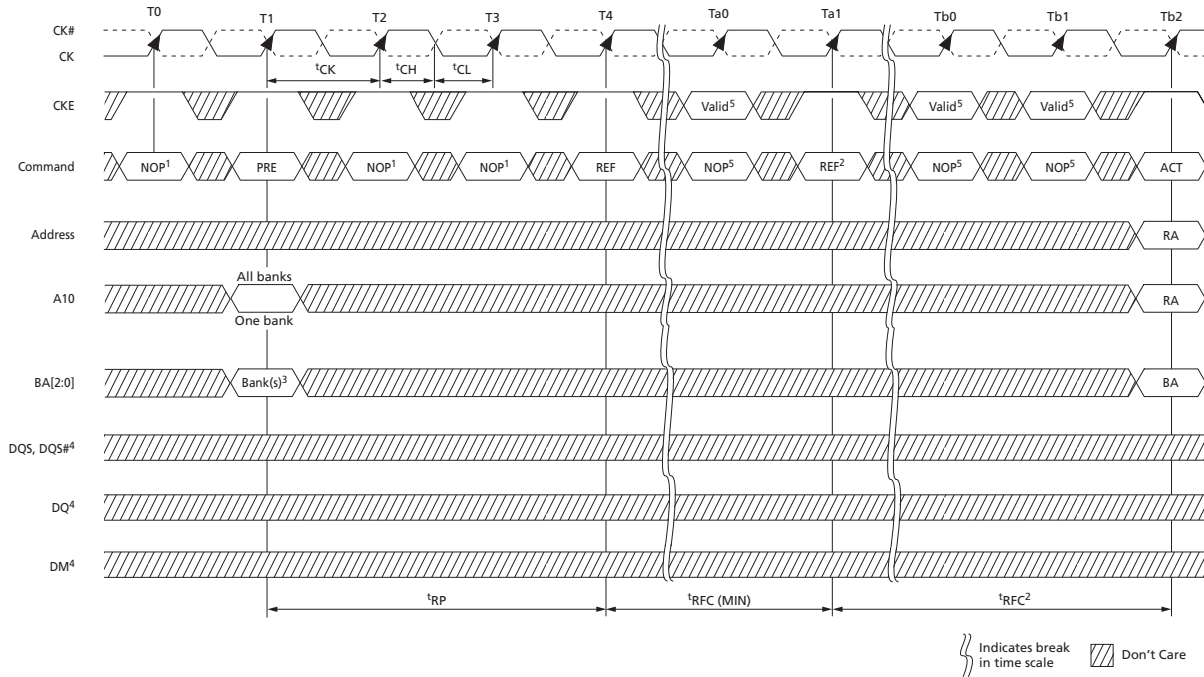 T0 T1 T2 T3 T4 Ta0 Ta1 Tb0 Tb1 Tb2
CK#
CK
tCK tCH tCL
CKE Valid5 Valid5 Valid5
Command NOP1 PRE NOP1 NOP1 REF NOP5 REF2 NOP5 NOP5 ACT
Address RA
All banks
A10 RA
One bank
BA[2:0] Bank(s)3 BA
DQS, DQS#4
DQ4
DM4
tRP tRFC (MIN) tRFC2
Indicates break
in time scale
Don't Care